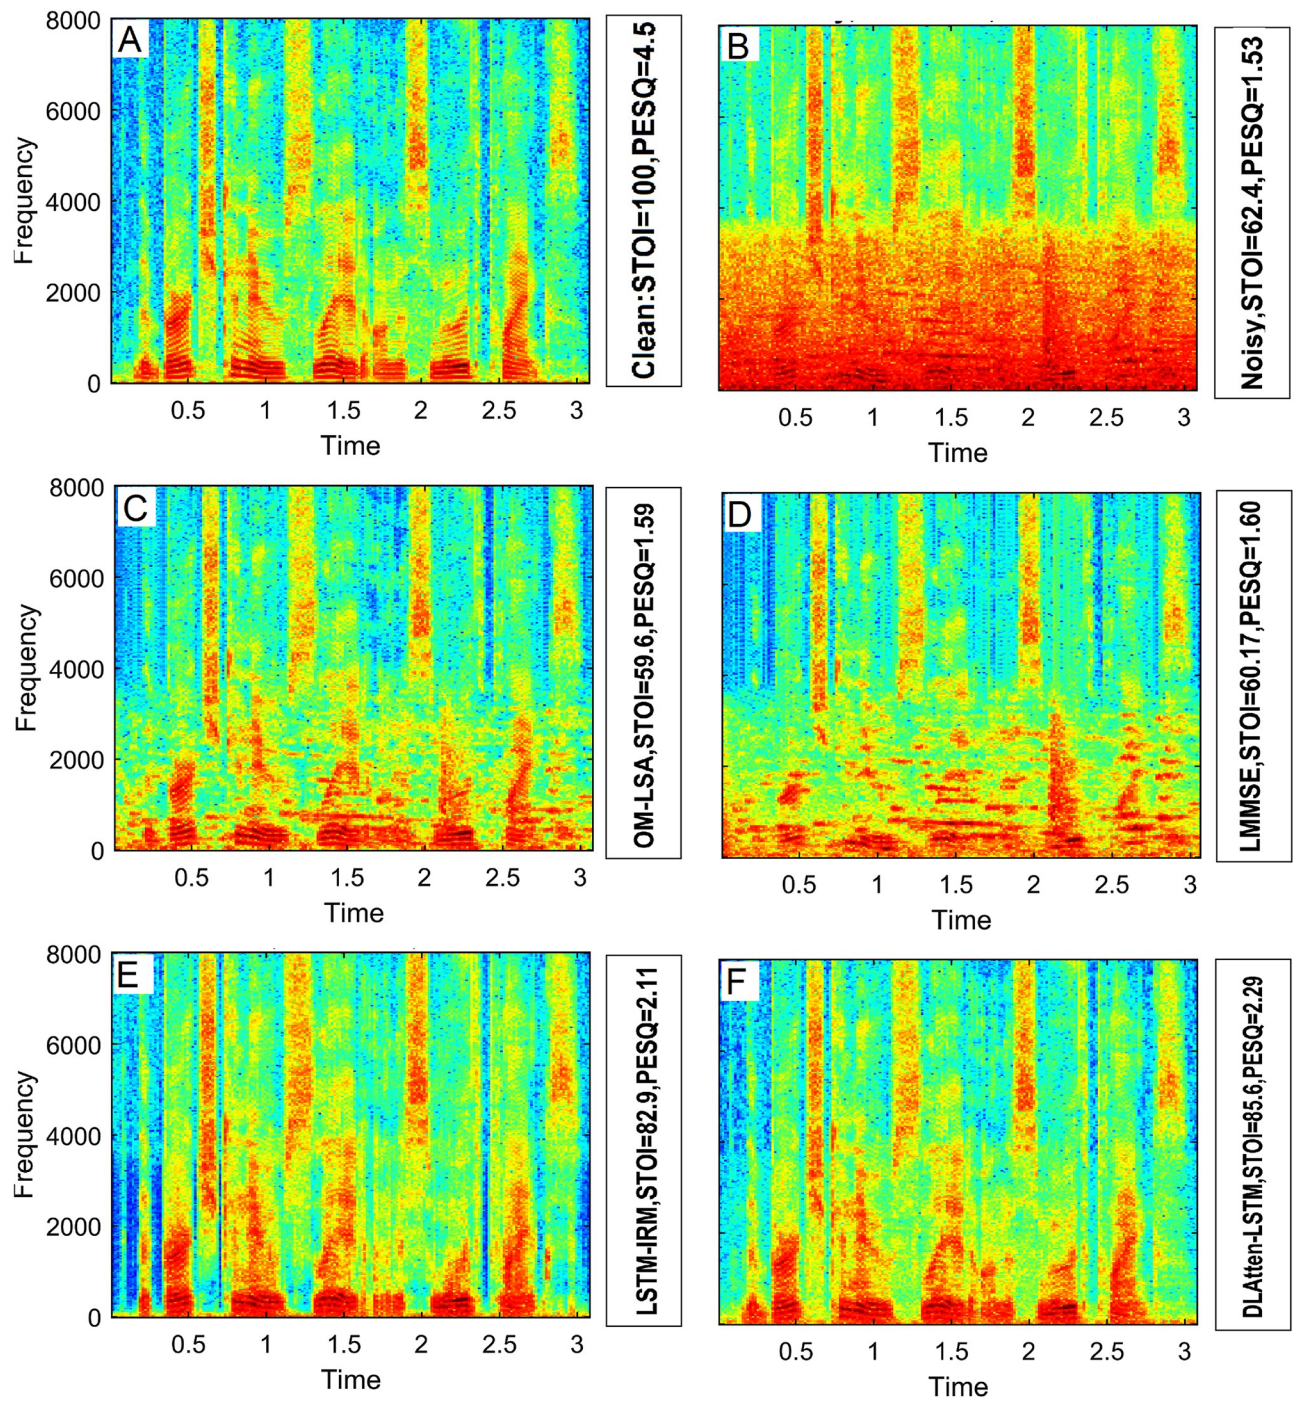 A
8000
6000
4000
2000
0
Frequency
0.5 1 1.5 2 2.5 3
Time
Clean:STOI=100,PESQ=4.5
B
0.5 1 1.5 2 2.5 3
Time
Noisy,STOI=62.4,PESQ=1.53
C
8000
6000
4000
2000
0
Frequency
0.5 1 1.5 2 2.5 3
Time
OM-LSA,STOI=59.6,PESQ=1.59
D
0.5 1 1.5 2 2.5 3
Time
LMMSE,STOI=60.17,PESQ=1.60
E
8000
6000
4000
2000
0
Frequency
0.5 1 1.5 2 2.5 3
Time
LSTM-IRM,STOI=82.9,PESQ=2.11
F
0.5 1 1.5 2 2.5 3
Time
DLAtten-LSTM,STOI=85.6,PESQ=2.29